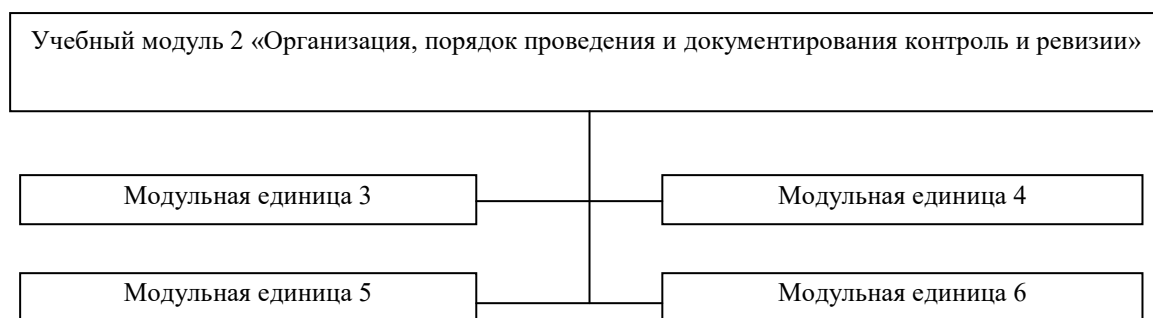 Учебный модуль 2 «Организация, порядок проведения и документирования контроль и ревизии»
Модульная единица 3
Модульная единица 4
Модульная единица 5
Модульная единица 6